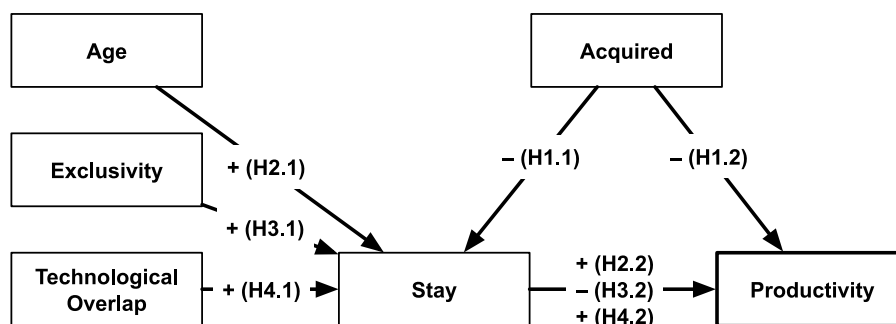 Age
Acquired
Exclusivity
+ (H2.1)
– (H1.1)
– (H1.2)
+ (H3.1)
Technological
Overlap
+ (H4.1)
Stay
+ (H2.2)
– (H3.2)
+ (H4.2)
Productivity